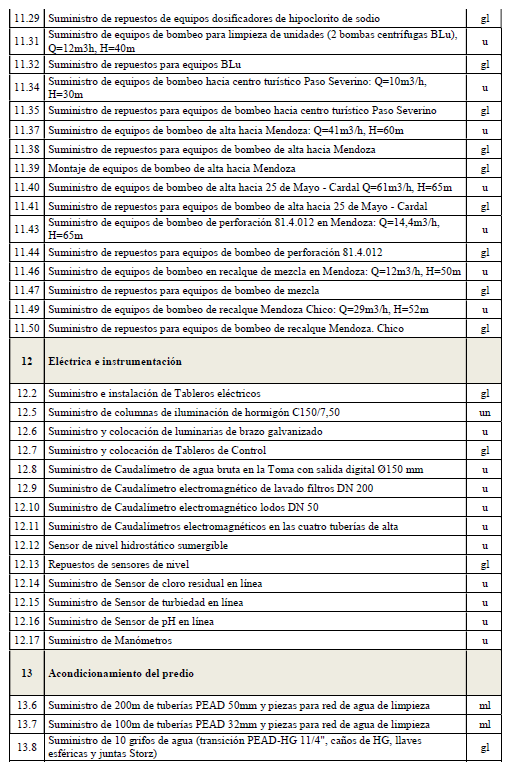 11.29 Suministro de repuestos de equipos dosificadores de hipoclorito de sodio gl
11.31 Suministro de equipos de bombeo para limpieza de unidades (2 bombas centrífugas BLu),
Q=12m3h, H=40m u
11.32 Suministro de repuestos para equipos BLu gl
11.34 Suministro de equipos de bombeo hacia centro turístico Paso Severino: Q=10m3/h,
H=30m u
11.35 Suministro de repuestos para equipos de bombeo hacia centro turístico Paso Severino gl
11.37 Suministro de equipos de bombeo de alta hacia Mendoza: Q=41m3/h, H=60m u
11.38 Suministro de repuestos para equipos de bombeo de alta hacia Mendoza gl
11.39 Montaje de equipos de bombeo de alta hacia Mendoza gl
11.40 Suministro de equipos de bombeo de alta hacia 25 de Mayo - Cardal Q=61m3/h, H=65m u
11.41 Suministro de repuestos para equipos de bombeo de alta hacia 25 de Mayo - Cardal gl
11.43 Suministro de equipos de bombeo de perforación 81.4.012 en Mendoza: Q=14,4m3/h,
H=65m u
11.44 Suministro de repuestos para equipos de bombeo de perforación 81.4.012 gl
11.46 Suministro de equipos de bombeo en recalque de mezcla en Mendoza: Q=12m3/h, H=50m u
11.47 Suministro de repuestos para equipos de bombeo de mezcla gl
11.49 Suministro de equipos de bombeo de recalque Mendoza Chico: Q=29m3/h, H=52m u
11.50 Suministro de repuestos para equipos de bombeo de recalque Mendoza. Chico gl
12 Eléctrica e instrumentación
12.2 Suministro e instalación de Tableros eléctricos gl
12.5 Suministro de columnas de iluminación de hormigón C150/7,50 un
12.6 Suministro y colocación de luminarias de brazo galvanizado u
12.7 Suministro y colocación de Tableros de Control gl
12.8 Suministro de Caudalímetro de agua bruta en la Toma con salida digital Ø150 mm u
12.9 Suministro de Caudalímetro electromagnético de lavado filtros DN 200 u
12.10 Suministro de Caudalímetro electromagnético lodos DN 50 u
12.11 Suministro de Caudalímetros electromagnéticos en las cuatro tuberías de alta u
12.12 Sensor de nivel hidrostático sumergible u
12.13 Repuestos de sensores de nivel gl
12.14 Suministro de Sensor de cloro residual en línea u
12.15 Suministro de Sensor de turbiedad en línea u
12.16 Suministro de Sensor de pH en línea u
12.17 Suministro de Manómetros u
13 Acondicionamiento del predio
13.6 Suministro de 200m de tuberías PEAD 50mm y piezas para red de agua de limpieza ml
13.7 Suministro de 100m de tuberías PEAD 32mm y piezas para red de agua de limpieza ml
13.8 Suministro de 10 grifos de agua (transición PEAD-HG 11/4", caños de HG, llaves
esféricas y juntas Storz) gl